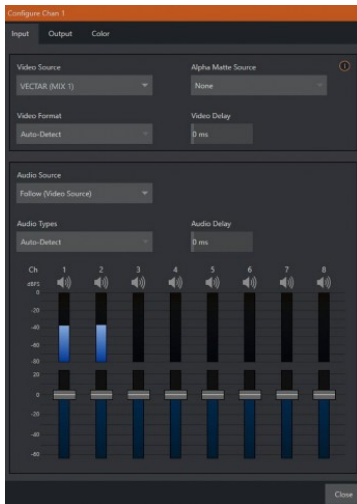 Configure Chan 1
Input Output Color
Video Source Alpha Matte Source
VECTAR (MIX 1) None
Video Format Video Delay
Auto-Detect 0 ms
Audio Source
Follow (Video Source)
Audio Types Audio Delay
Auto-Detect 0 ms
Ch 1 2 3 4 5 6 7 8
dBFS
0
-20
-40
-60
-80
20
0
-20
-40
-60
Close